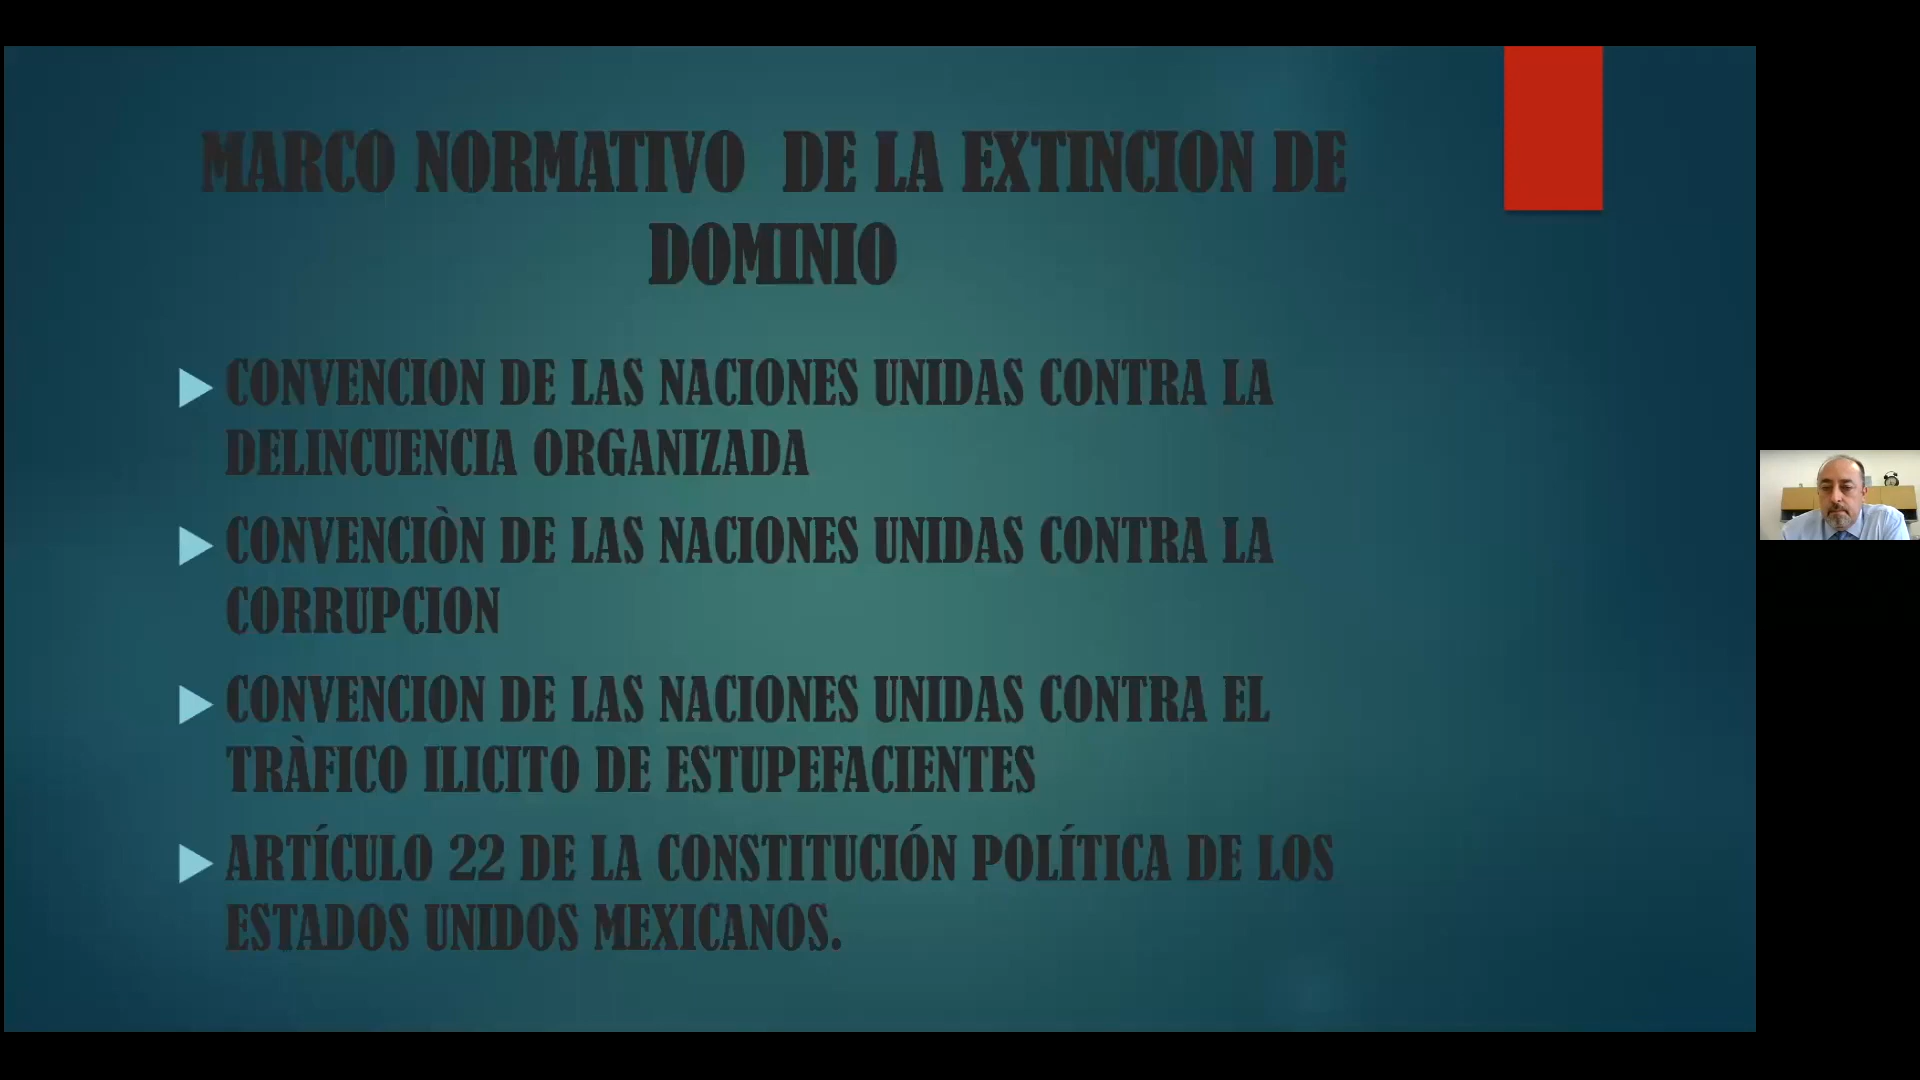 MARCO NORMATIVO DE LA EXTINCION DE
DOMINIO
CONVENCION DE LAS NACIONES UNIDAS CONTRA LA
DELINCUENCIA ORGANIZADA
CONVENCIÒN DE LAS NACIONES UNIDAS CONTRA LA
CORRUPCION
CONVENCION DE LAS NACIONES UNIDAS CONTRA EL
TRÀFICO ILICITO DE ESTUPEFACIENTES
ARTÍCULO 22 DE LA CONSTITUCIÓN POLÍTICA DE LOS
ESTADOS UNIDOS MEXICANOS.